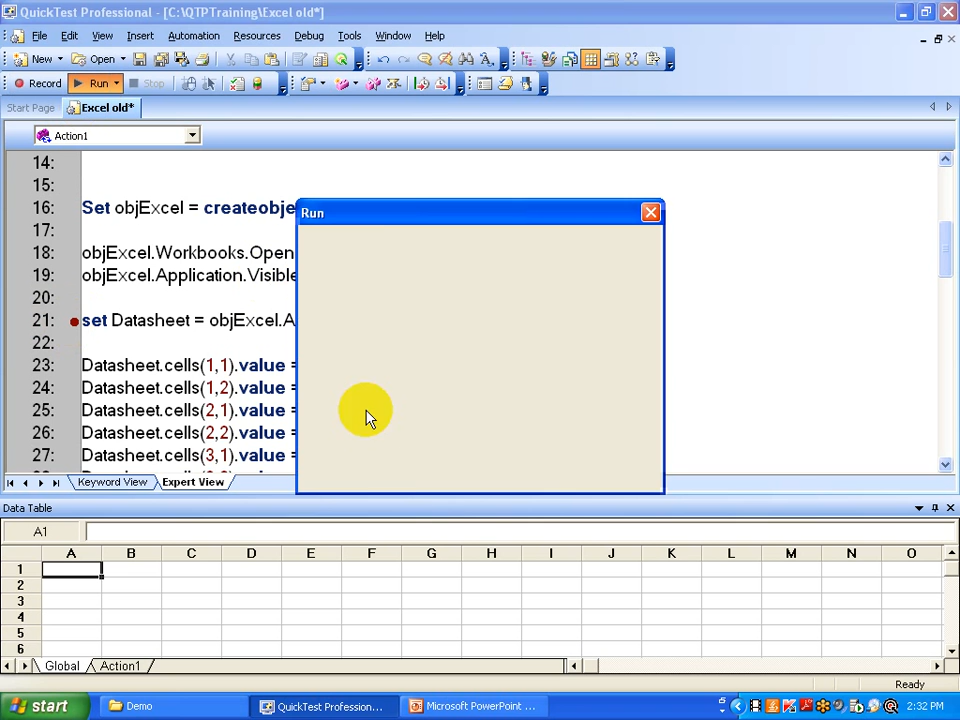 QuickTest Professional - [C:\QTPTraining\Excel old*]
File Edit View Insert Automation Resources Debug Tools Window Help
New Open
Record Run Stop
Start Page Excel old*
Action1
14:
15:
16: Set objExcel = createobje
17:
18: objExcel.Workbooks.Open
19: objExcel.Application.Visible
20:
21: set Datasheet = objExcel.A
22:
23: Datasheet.cells(1,1).value =
24: Datasheet.cells(1,2).value =
25: Datasheet.cells(2,1).value =
26: Datasheet.cells(2,2).value =
27: Datasheet.cells(3,1).value =
Run
Keyword View Expert View
Data Table
A1
A B C D E F G H I J K L M N O
1
2
3
4
5
6
Global Action1
Ready
start Demo QuickTest Profession... Microsoft PowerPoint ... 2:32 PM